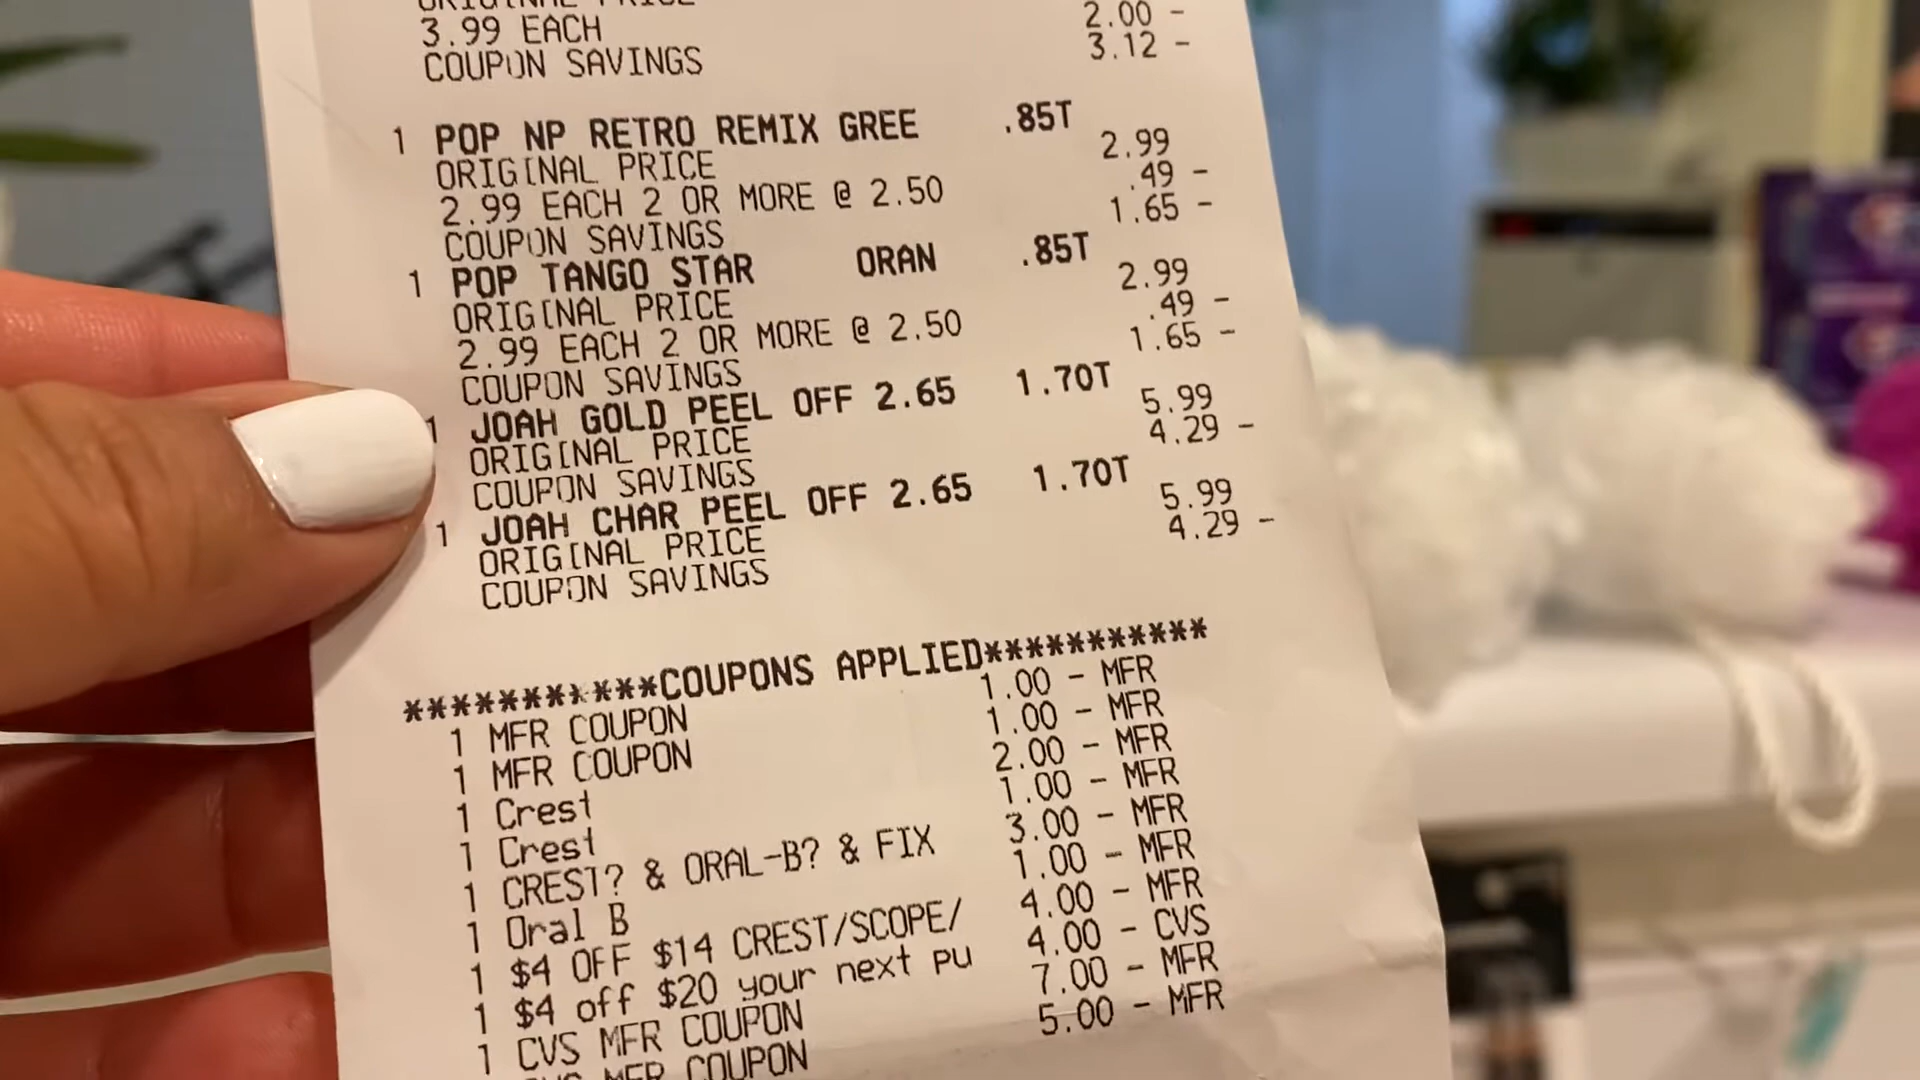 ORIGINAL PRICE
3.99 EACH 2.00 -
COUPON SAVINGS 3.12 -
1 POP NP RETRO REMIX GREE .85T
ORIGINAL PRICE 2.99
2.99 EACH 2 OR MORE @ 2.50 .49 -
COUPON SAVINGS 1.65 -
1 POP TANGO STAR ORAN .85T
ORIGINAL PRICE 2.99
2.99 EACH 2 OR MORE @ 2.50 .49 -
COUPON SAVINGS 1.65 -
1 JOAH GOLD PEEL OFF 2.65 1.70T
ORIGINAL PRICE 5.99
COUPON SAVINGS 4.29 -
1 JOAH CHAR PEEL OFF 2.65 1.70T
ORIGINAL PRICE 5.99
COUPON SAVINGS 4.29 -
***********COUPONS APPLIED***********
1 MFR COUPON 1.00 - MFR
1 MFR COUPON 1.00 - MFR
1 Crest 2.00 - MFR
1 Crest 1.00 - MFR
1 CREST? & ORAL-B? & FIX 3.00 - MFR
1 Oral B 1.00 - MFR
1 $4 OFF $14 CREST/SCOPE/ 4.00 - MFR
1 $4 off $20 your next pu 4.00 - CVS
1 CVS MFR COUPON 7.00 - MFR
CVS MFR COUPON 5.00 - MFR